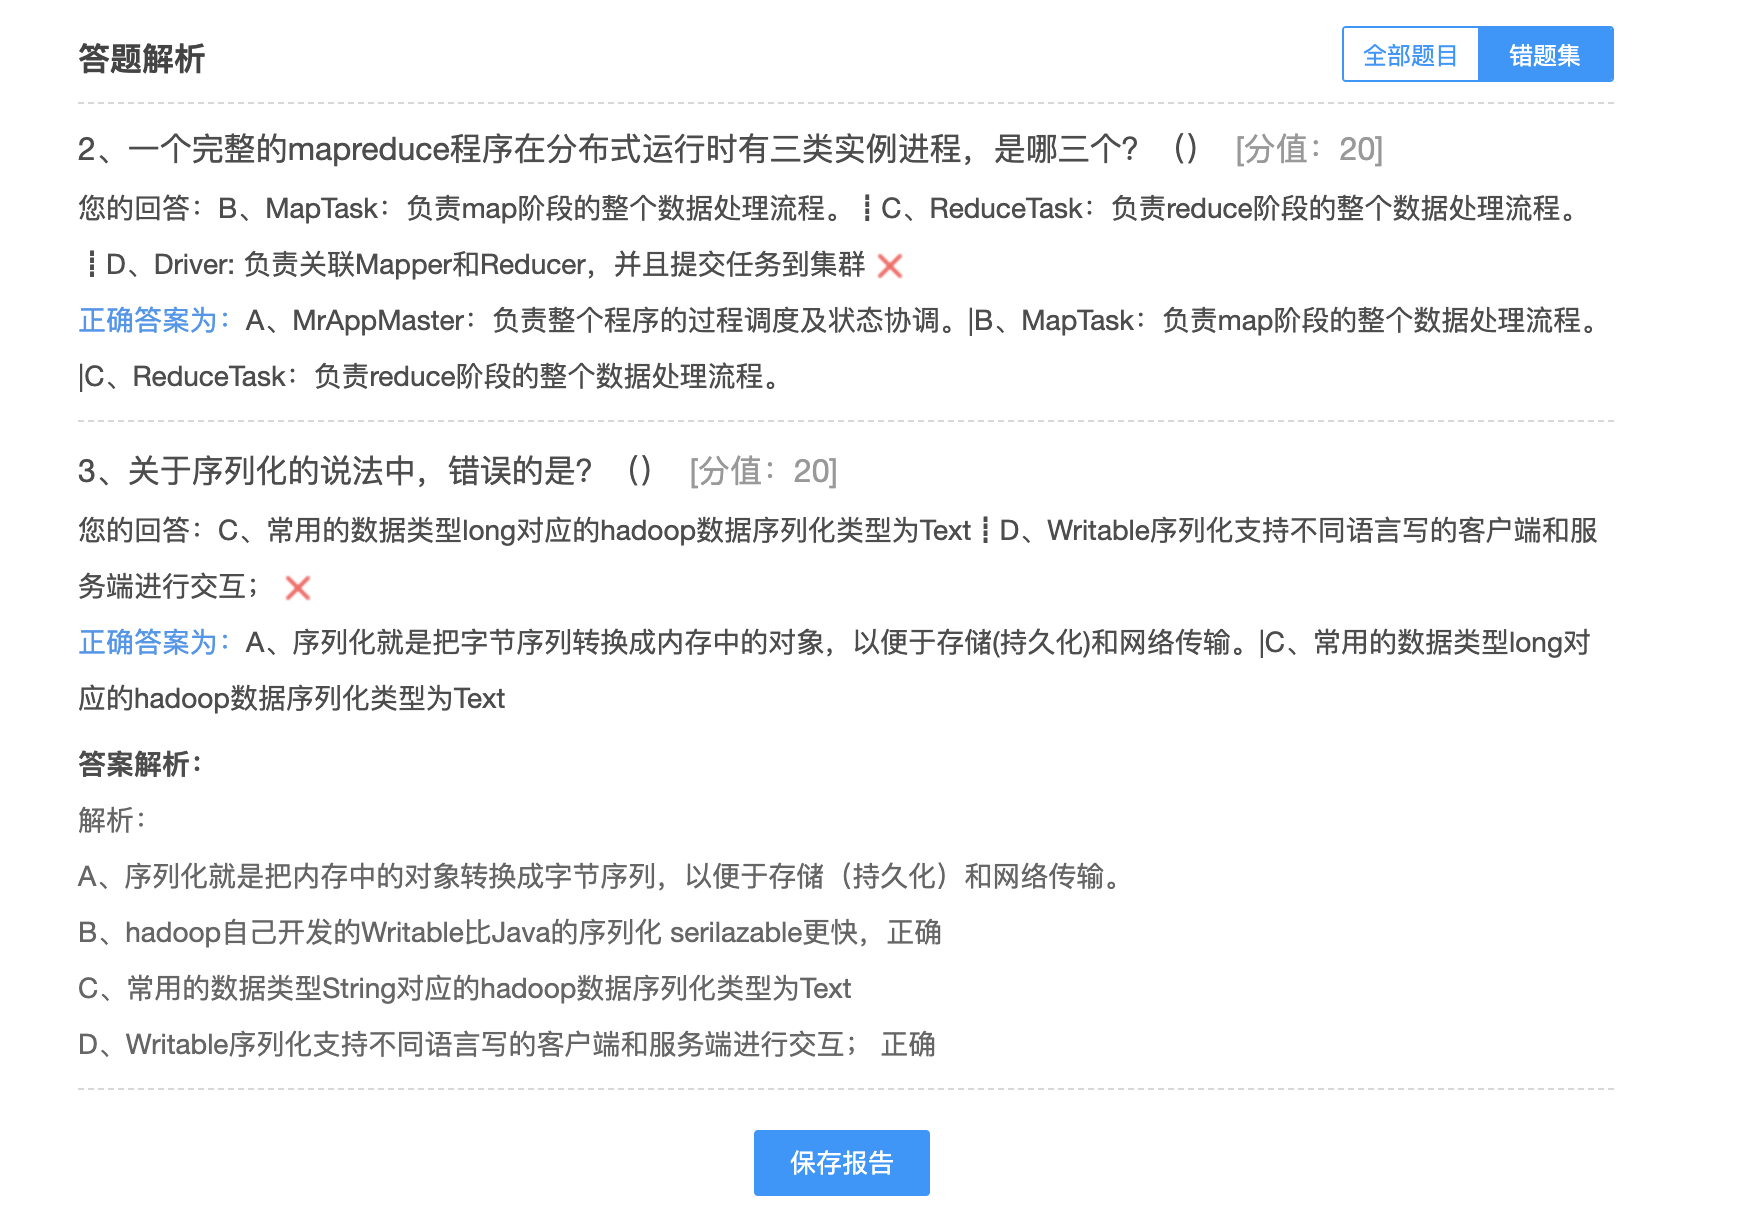 答题解析
全部题目 错题集
2、一个完整的mapreduce程序在分布式运行时有三类实例进程，是哪三个？（） [分值：20]
您的回答：B、MapTask：负责map阶段的整个数据处理流程。┋C、ReduceTask：负责reduce阶段的整个数据处理流程。
┋D、Driver: 负责关联Mapper和Reducer，并且提交任务到集群
正确答案为：A、MrAppMaster：负责整个程序的过程调度及状态协调。|B、MapTask：负责map阶段的整个数据处理流程。
|C、ReduceTask：负责reduce阶段的整个数据处理流程。
3、关于序列化的说法中，错误的是？（） [分值：20]
您的回答：C、常用的数据类型long对应的hadoop数据序列化类型为Text┋D、Writable序列化支持不同语言写的客户端和服
务端进行交互；
正确答案为：A、序列化就是把字节序列转换成内存中的对象，以便于存储(持久化)和网络传输。|C、常用的数据类型long对
应的hadoop数据序列化类型为Text
答案解析：
解析：
A、序列化就是把内存中的对象转换成字节序列，以便于存储（持久化）和网络传输。
B、hadoop自己开发的Writable比Java的序列化 serilazable更快，正确
C、常用的数据类型String对应的hadoop数据序列化类型为Text
D、Writable序列化支持不同语言写的客户端和服务端进行交互； 正确
保存报告